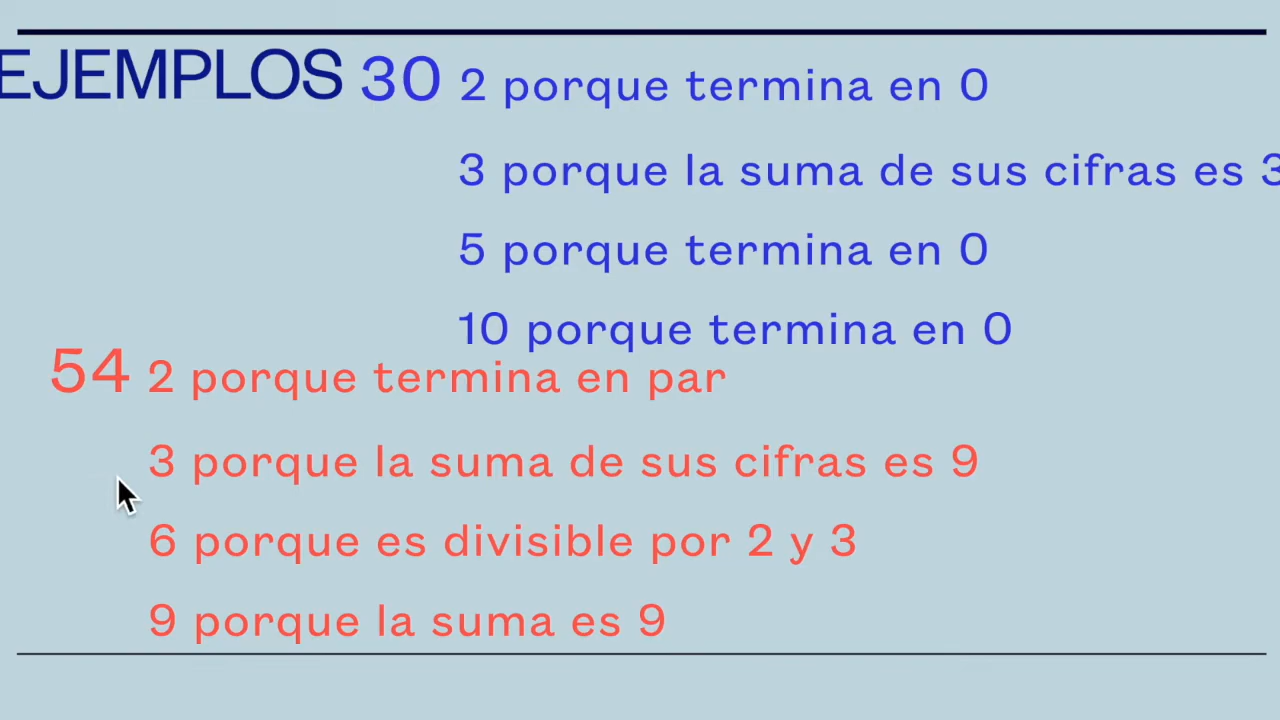 EJEMPLOS 30 2 porque termina en 0
3 porque la suma de sus cifras es 3
5 porque termina en 0
10 porque termina en 0
54 2 porque termina en par
3 porque la suma de sus cifras es 9
6 porque es divisible por 2 y 3
9 porque la suma es 9